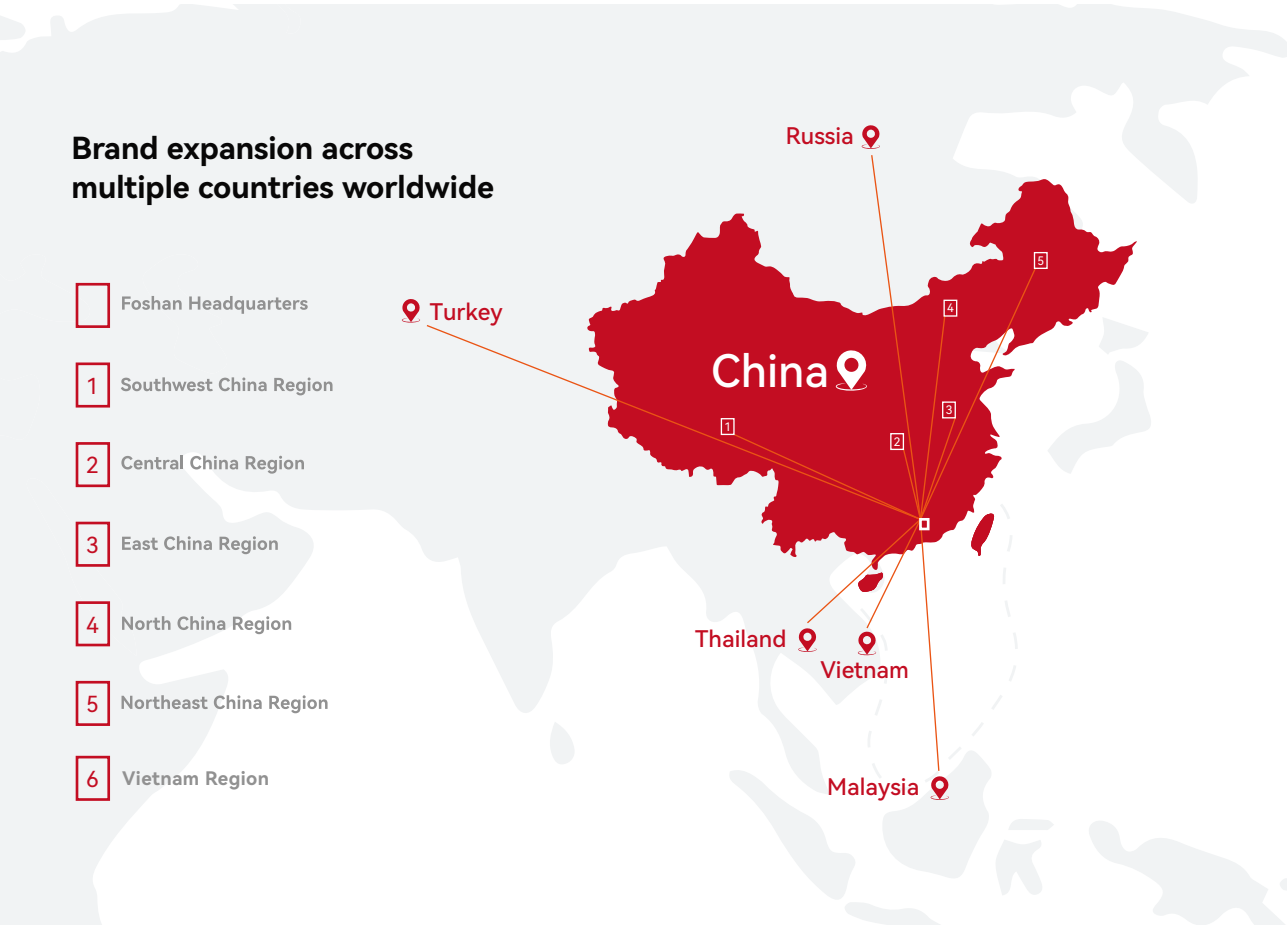 Brand expansion across
multiple countries worldwide
Foshan Headquarters
1 Southwest China Region
2 Central China Region
3 East China Region
4 North China Region
5 Northeast China Region
6 Vietnam Region
Russia
Turkey
China
5
4
3
2
1
Thailand
Vietnam
Malaysia